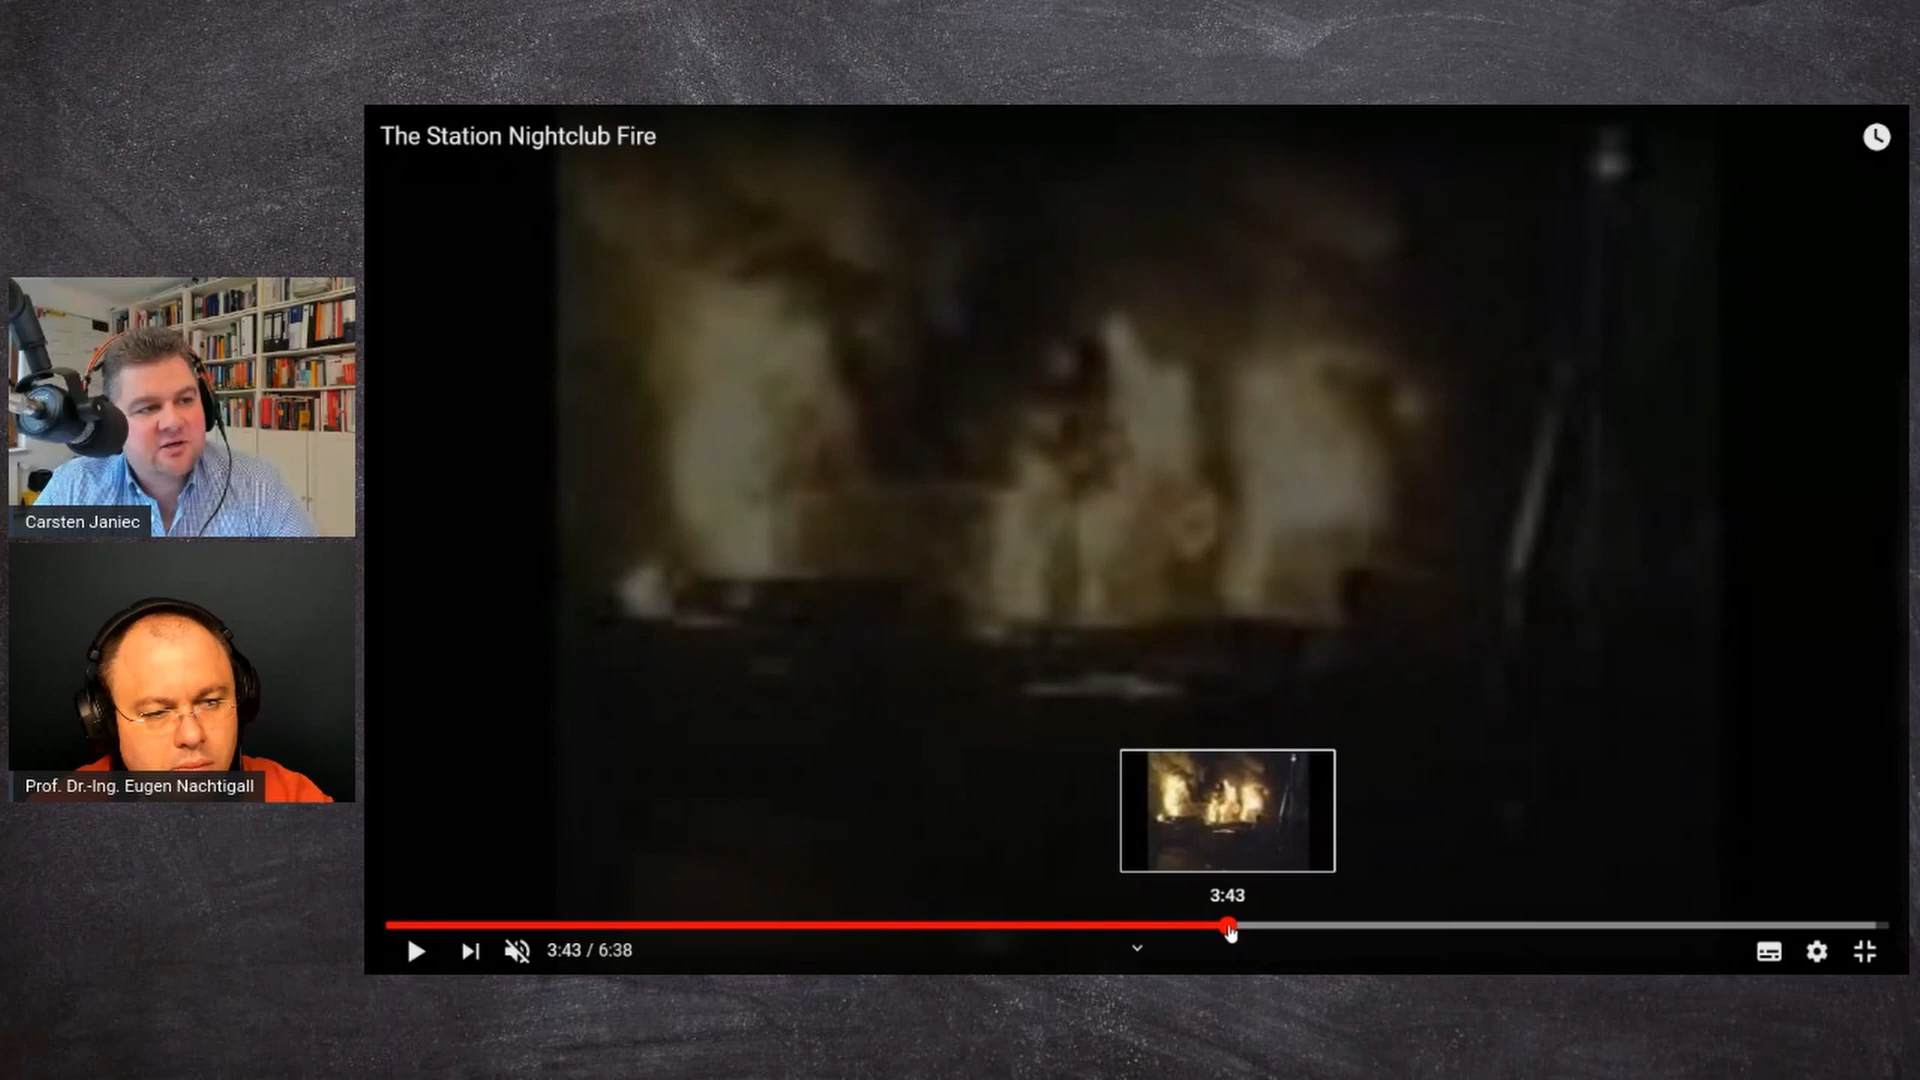 The Station Nightclub Fire
Carsten Janiec
Prof. Dr.-Ing. Eugen Nachtigall
3:43
3:43 / 6:38